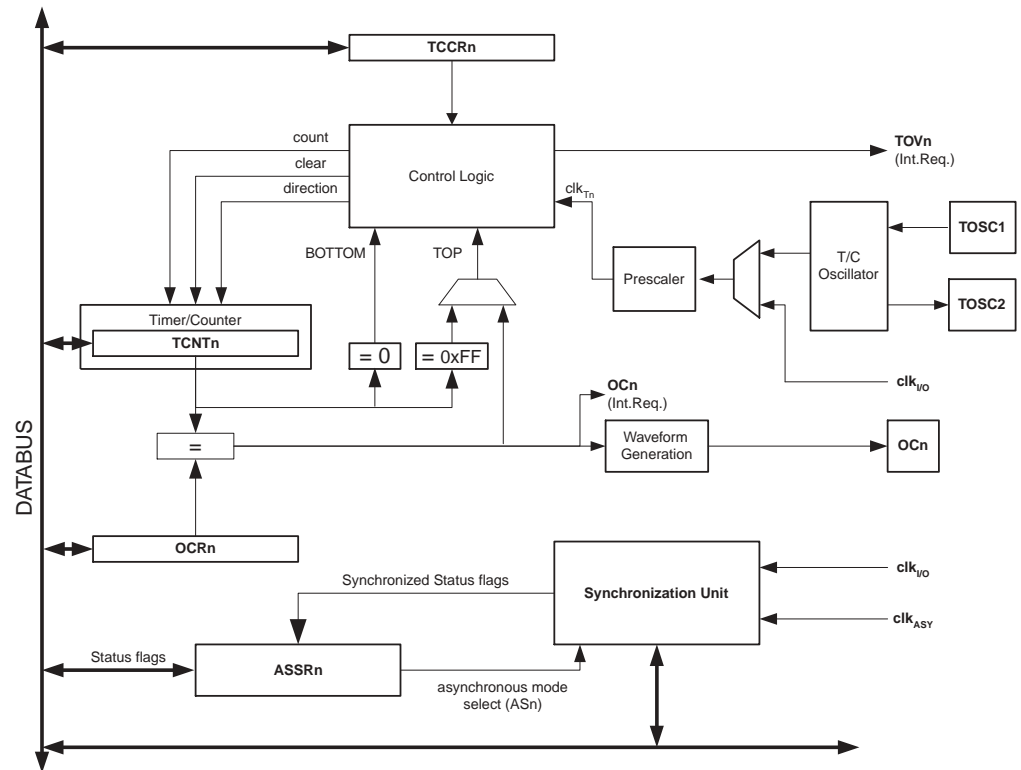 TCCRn
count
clear
direction
Control Logic
TOVn
(Int.Req.)
clkTn
BOTTOM
TOP
TOSC1
T/C
Oscillator
Prescaler
TOSC2
Timer/Counter
TCNTn
= 0
= 0xFF
clkI/O
OCn
(Int.Req.)
=
Waveform
Generation
OCn
DATABUS
OCRn
Synchronized Status flags
Synchronization Unit
clkI/O
clkASY
Status flags
ASSRn
asynchronous mode
select (ASn)